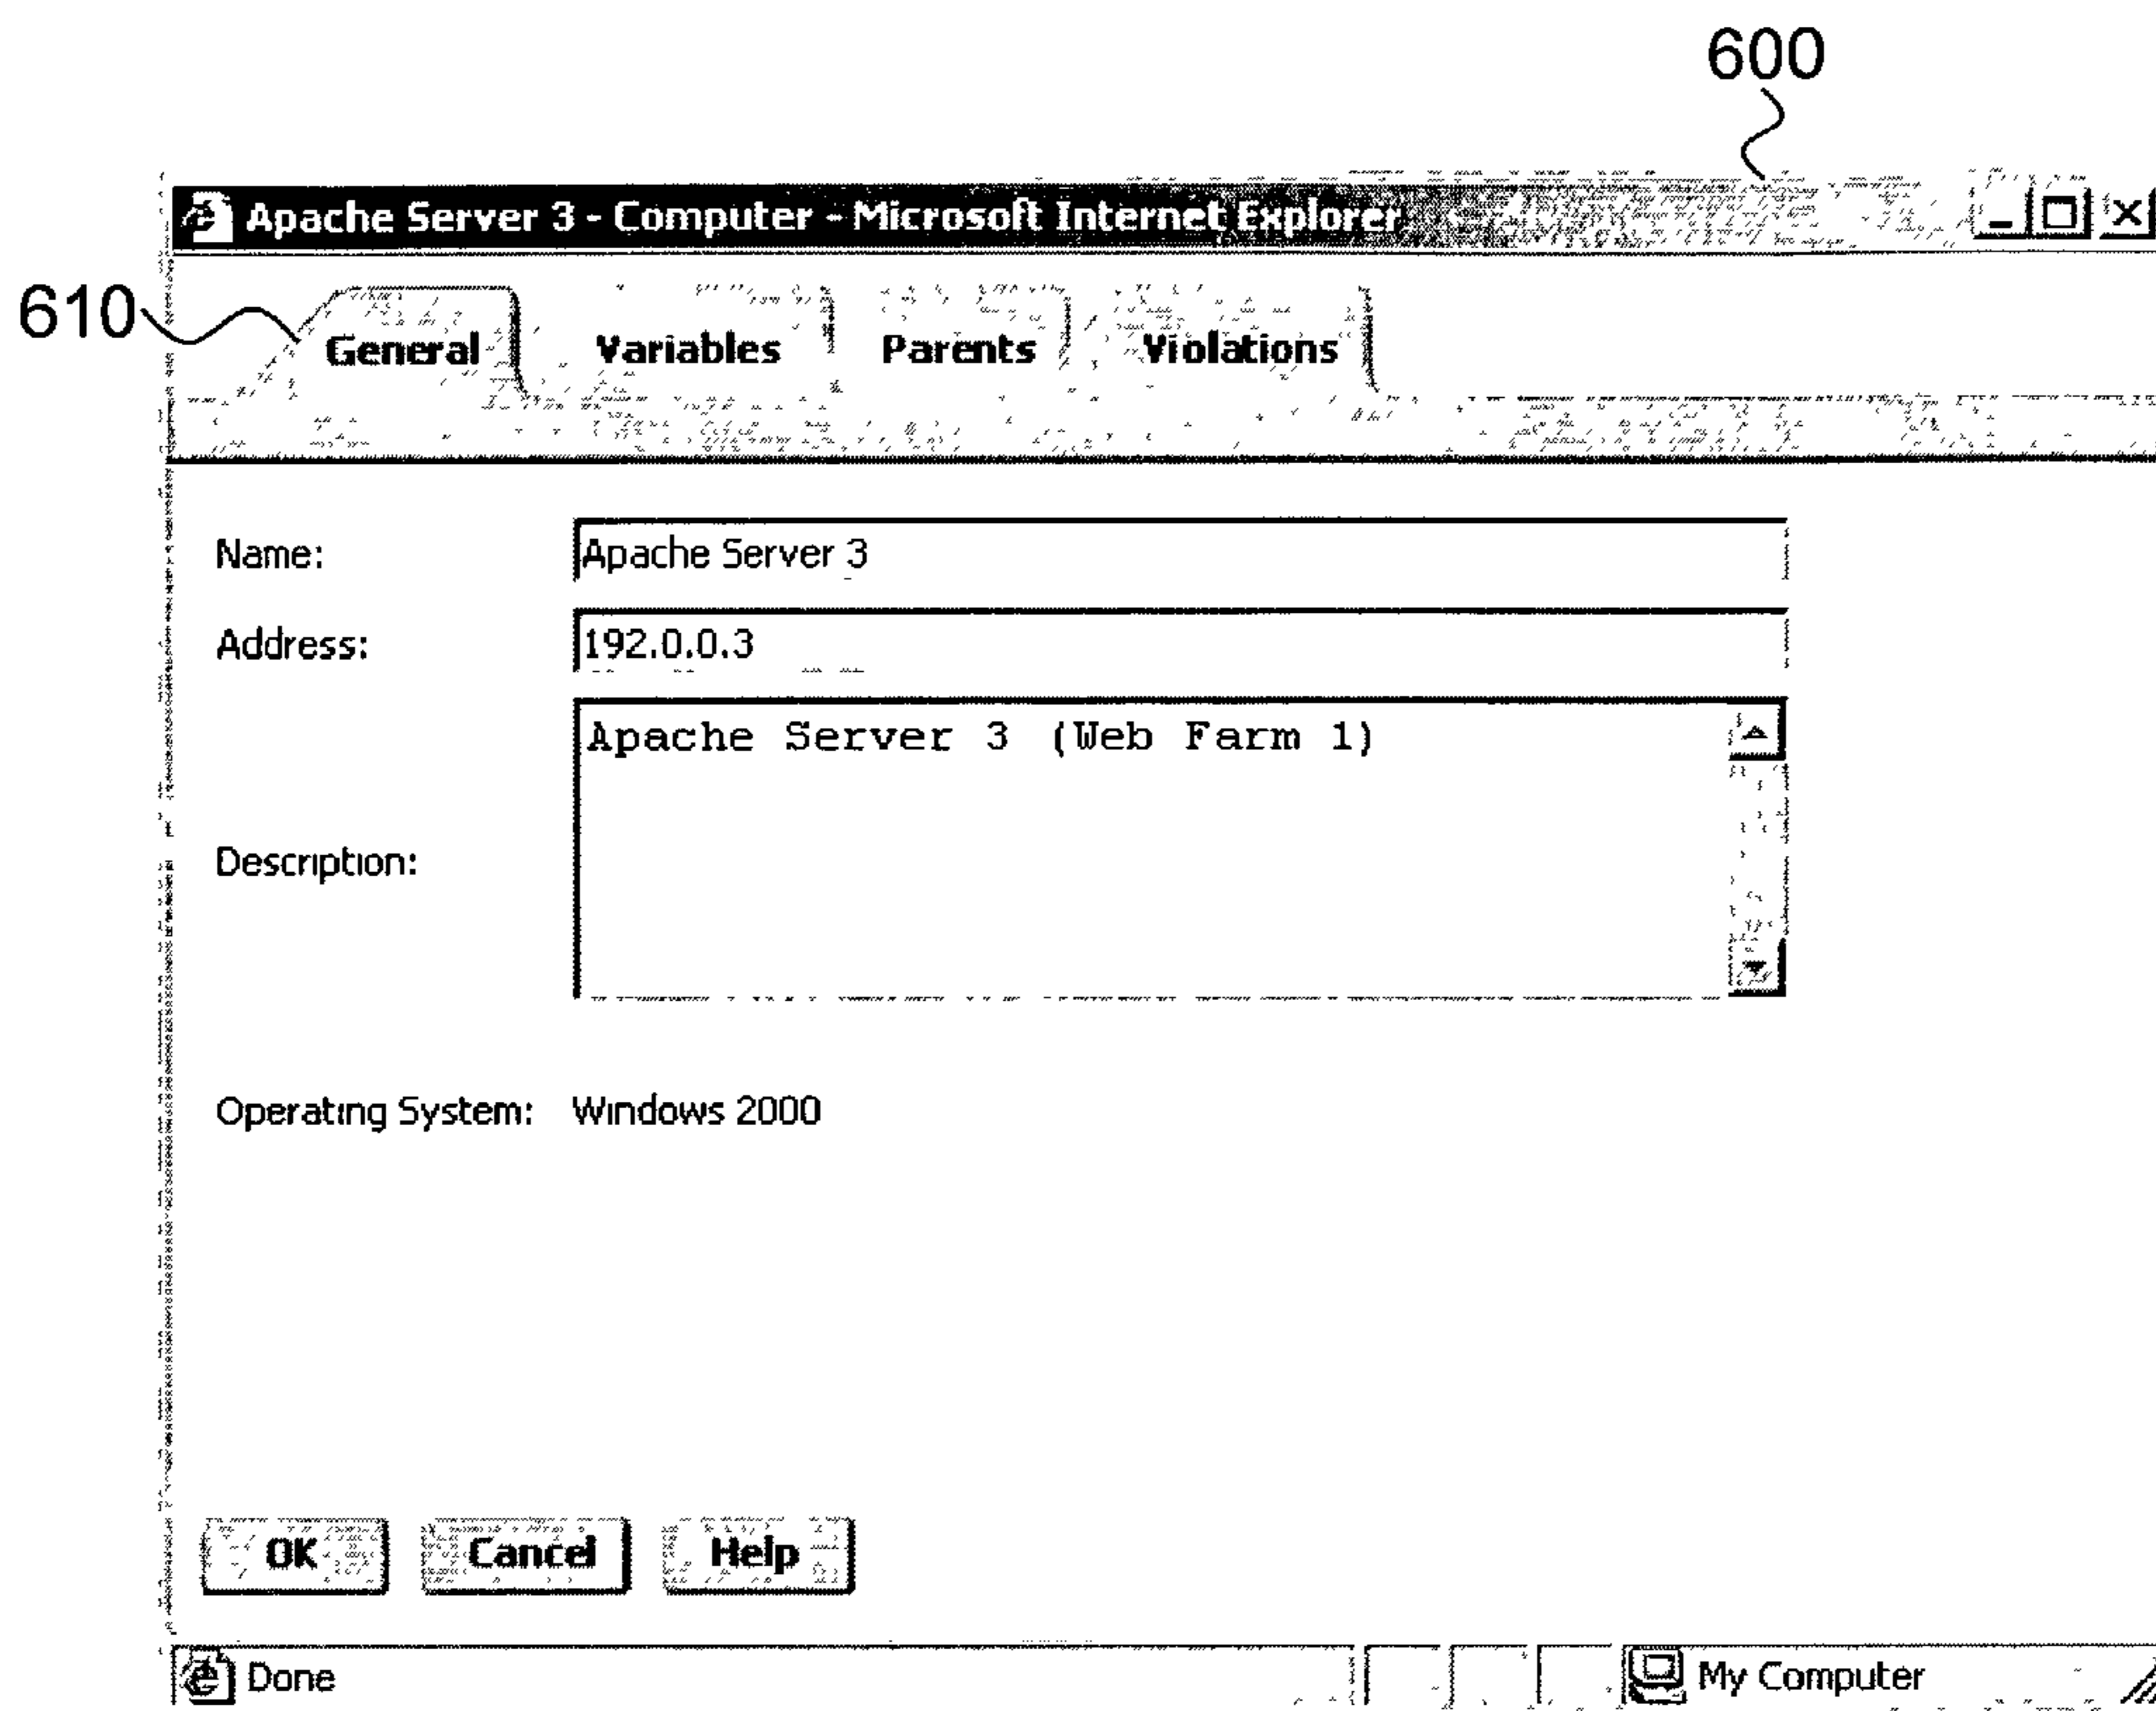 600
Apache Server 3 - Computer - Microsoft Internet Explorer
610
General Variables Parents Violations
Name: Apache Server 3
Address: 192.0.0.3
Apache Server 3 (Web Farm 1)
Description:
Operating System: Windows 2000
OK Cancel Help
Done My Computer